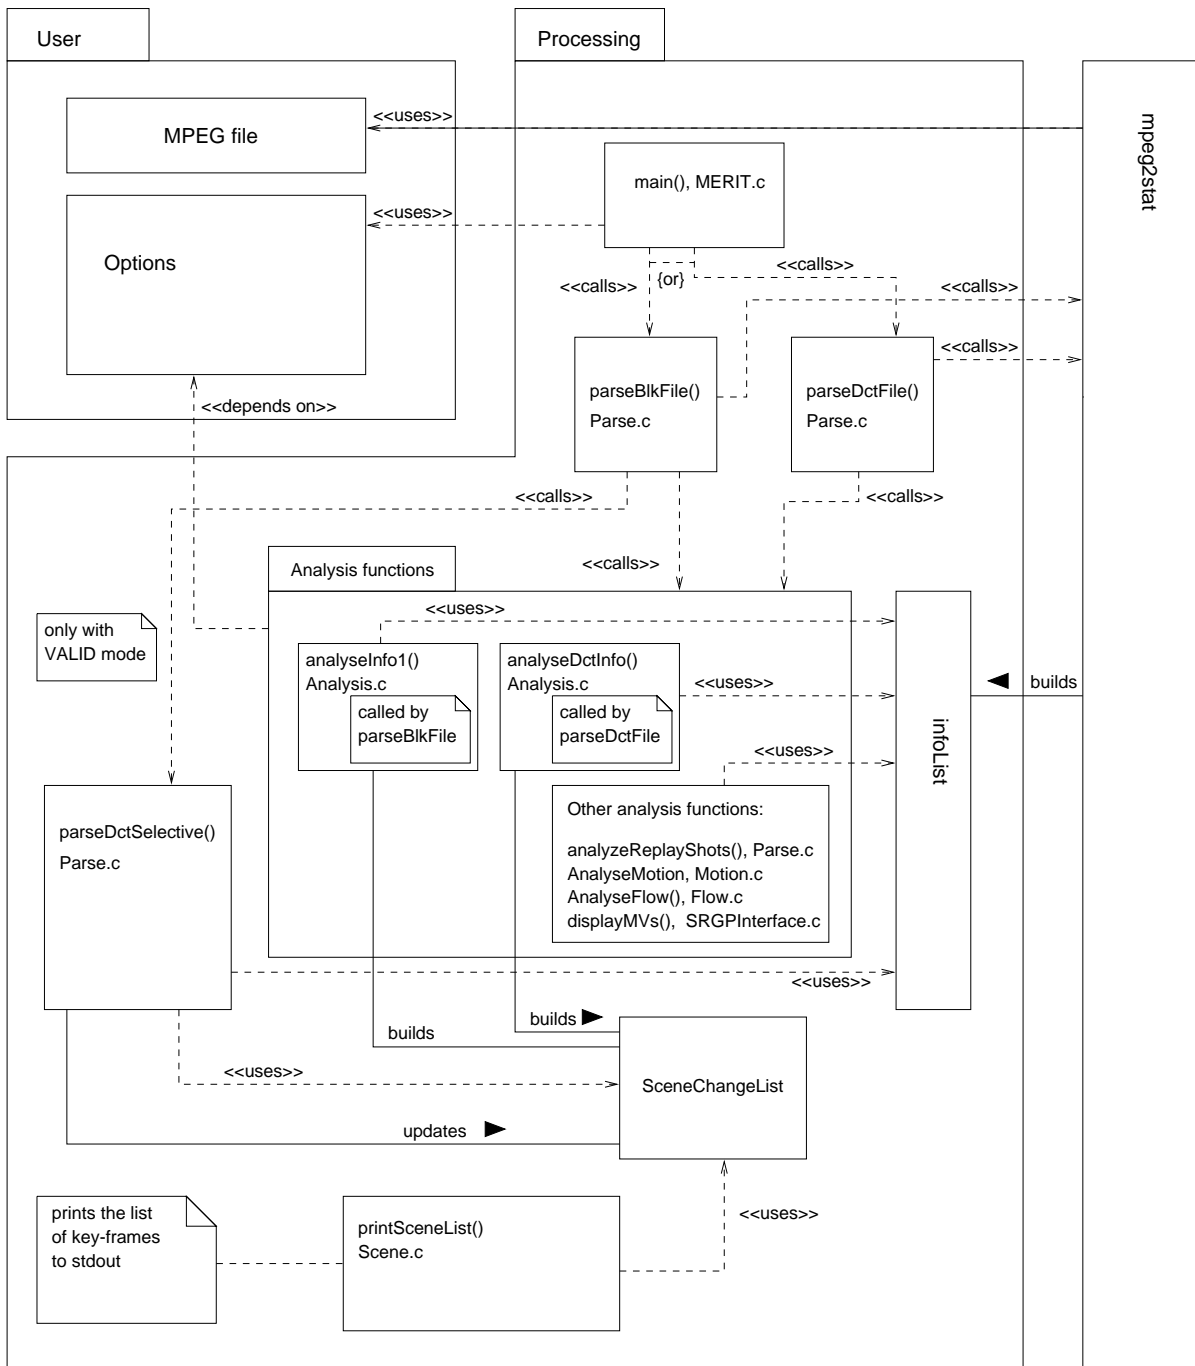 User
Processing
MPEG file
<<uses>>
mpeg2stat
main(), MERIT.c
<<uses>>
Options
<<calls>>
{or}
<<calls>>
<<calls>>
<<calls>>
parseBlkFile()
Parse.c
parseDctFile()
Parse.c
<<depends on>>
<<calls>>
<<calls>>
<<calls>>
Analysis functions
<<uses>>
only with
VALID mode
analyseInfo1()
Analysis.c
called by
parseBlkFile
analyseDctInfo()
Analysis.c
called by
parseDctFile
<<uses>>
builds
infoList
<<uses>>
Other analysis functions:
analyzeReplayShots(), Parse.c
AnalyseMotion, Motion.c
AnalyseFlow(), Flow.c
displayMVs(), SRGPInterface.c
parseDctSelective()
Parse.c
<<uses>>
builds
builds
<<uses>>
SceneChangeList
updates
prints the list
of key-frames
to stdout
printSceneList()
Scene.c
<<uses>>